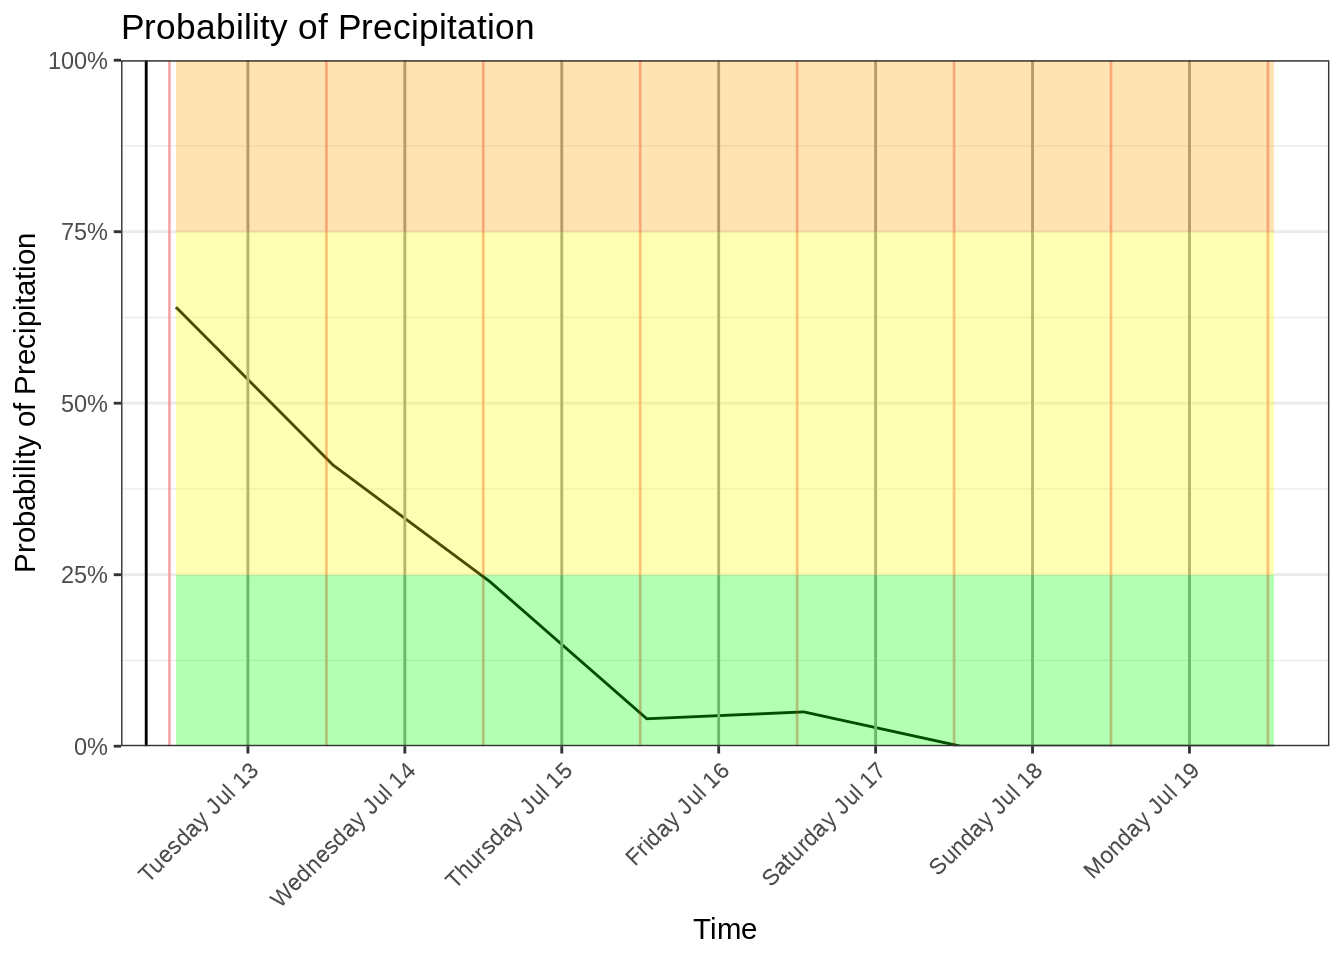 Probability of Precipitation
Probability of Precipitation
100%
75%
50%
25%
0%
Tuesday Jul 13
Wednesday Jul 14
Thursday Jul 15
Friday Jul 16
Saturday Jul 17
Sunday Jul 18
Monday Jul 19
Time